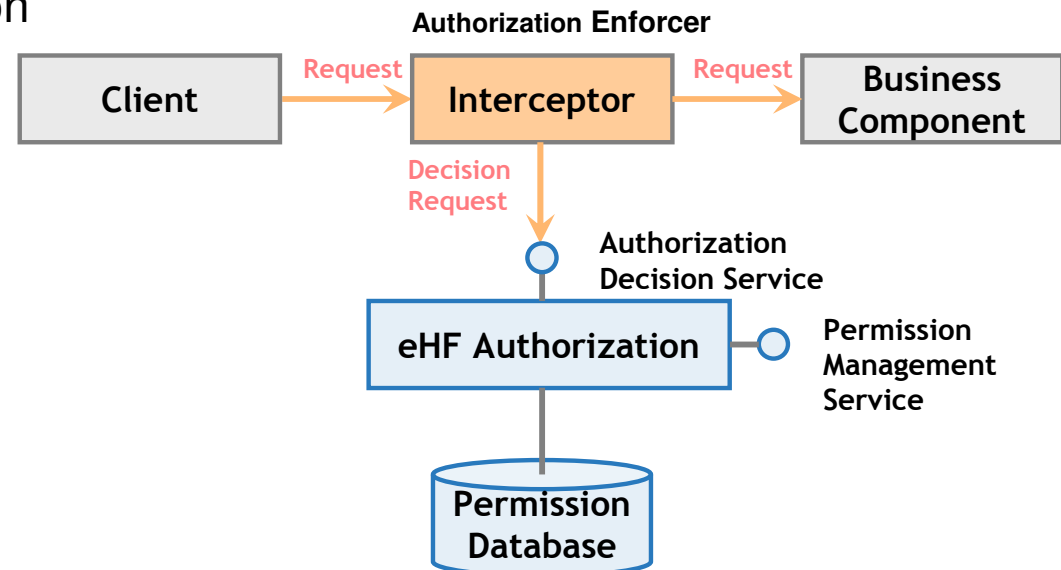 on
Authorization Enforcer
Request
Request
Client
Interceptor
Business
Component
Decision
Request
Authorization
Decision Service
eHF Authorization
Permission
Management
Service
Permission
Database